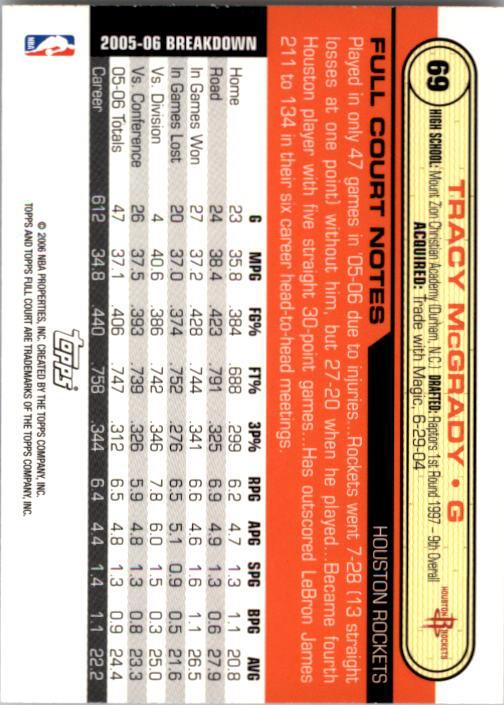 69
TRACY McGRADY • G
HIGH SCHOOL: Mount Zion Christian Academy (Durham, N.C.) DRAFTED: Raptors 1st Round 1997 – 9th Overall
ACQUIRED: Trade with Magic, 6-29-04
HOUSTON ROCKETS
HOUSTON ROCKETS
FULL COURT NOTES
Played in only 47 games in '05-06 due to injuries...Rockets went 7-28 (13 straight
losses at one point) without him, but 27-20 when he played...Became fourth
Houston player with five straight 30-point games...Has outscored LeBron James
211 to 134 in their six career head-to-head meetings
2005-06 BREAKDOWN G MPG FG% FT% 3P% RPG APG SPG BPG AVG
Home 23 35.8 .384 .688 .299 6.2 4.7 1.3 1.1 20.8
Road 24 38.4 .423 .791 .325 6.9 4.9 1.3 0.6 27.9
In Games Won 27 37.2 .428 .744 .341 6.6 4.6 1.6 1.1 26.5
In Games Lost 20 37.0 .374 .752 .276 6.5 5.1 0.9 0.5 21.6
Vs. Division 4 40.6 .386 .742 .346 7.8 6.0 1.5 0.3 25.0
Vs. Conference 26 37.5 .393 .739 .326 5.9 4.8 1.3 0.8 23.3
05-06 Totals 47 37.1 .406 .747 .312 6.5 4.8 1.3 0.9 24.4
Career 612 34.8 .440 .758 .344 6.4 4.4 1.4 1.1 22.2
NBA
Topps
© 2006 NBA PROPERTIES, INC. CREATED BY THE TOPPS COMPANY, INC.
TOPPS AND TOPPS FULL COURT ARE TRADEMARKS OF THE TOPPS COMPANY, INC.